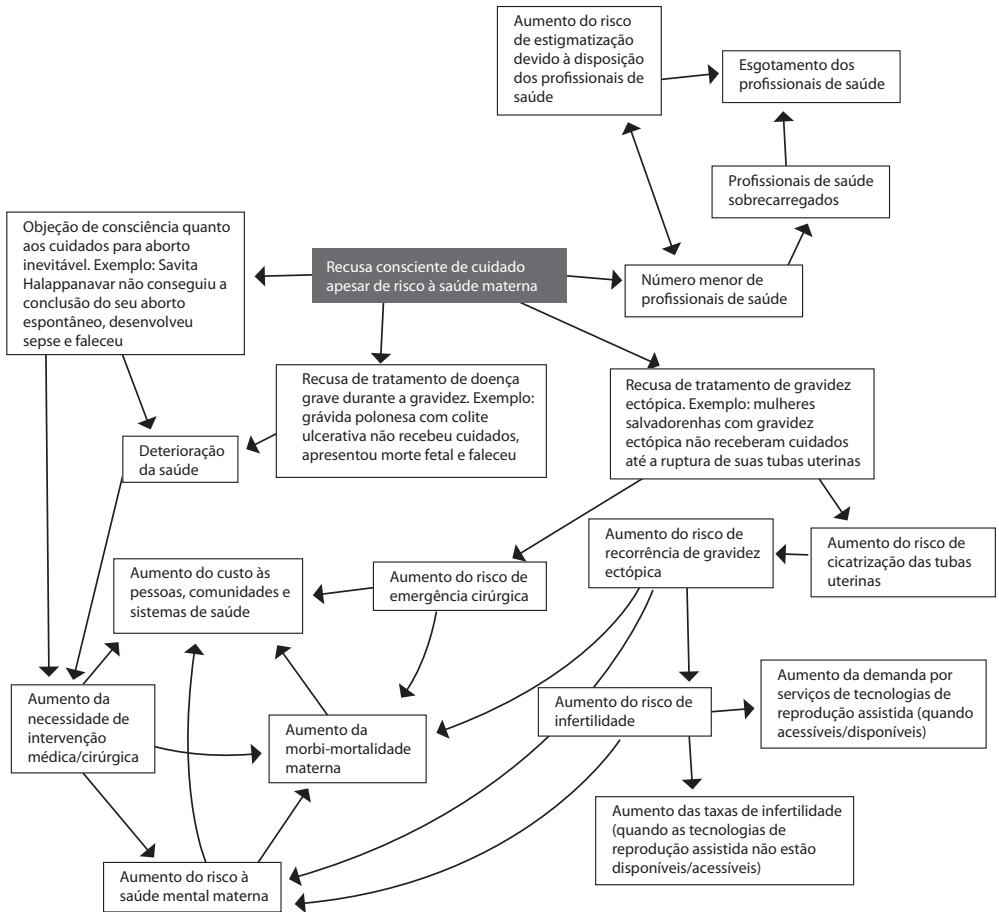 Aumento do risco
de estigmatização
devido à disposição
dos profissionais de
saúde
Esgotamento dos
profissionais de saúde
Profissionais de saúde
sobrecarregados
Objeção de consciência quanto
aos cuidados para aborto
inevitável. Exemplo: Savita
Halappanavar não conseguiu a
conclusão do seu aborto
espontâneo, desenvolveu
sepse e faleceu
Recusa consciente de cuidado
apesar de risco à saúde materna
Número menor de
profissionais de saúde
Recusa de tratamento de doença
grave durante a gravidez. Exemplo:
grávida polonesa com colite
ulcerativa não recebeu cuidados,
apresentou morte fetal e faleceu
Recusa de tratamento de gravidez
ectópica. Exemplo: mulheres
salvadorenhas com gravidez
ectópica não receberam cuidados
até a ruptura de suas tubas uterinas
Deterioração
da saúde
Aumento do risco de
recorrência de gravidez
ectópica
Aumento do risco de
cicatrização das tubas
uterinas
Aumento do custo às
pessoas, comunidades e
sistemas de saúde
Aumento do risco de
emergência cirúrgica
Aumento da
necessidade de
intervenção
médica/cirúrgica
Aumento da
morbi-mortalidade
materna
Aumento do risco de
infertilidade
Aumento da demanda por
serviços de tecnologias de
reprodução assistida (quando
acessíveis/disponíveis)
Aumento das taxas de infertilidade
(quando as tecnologias de
reprodução assistida não estão
disponíveis/acessíveis)
Aumento do risco à
saúde mental materna